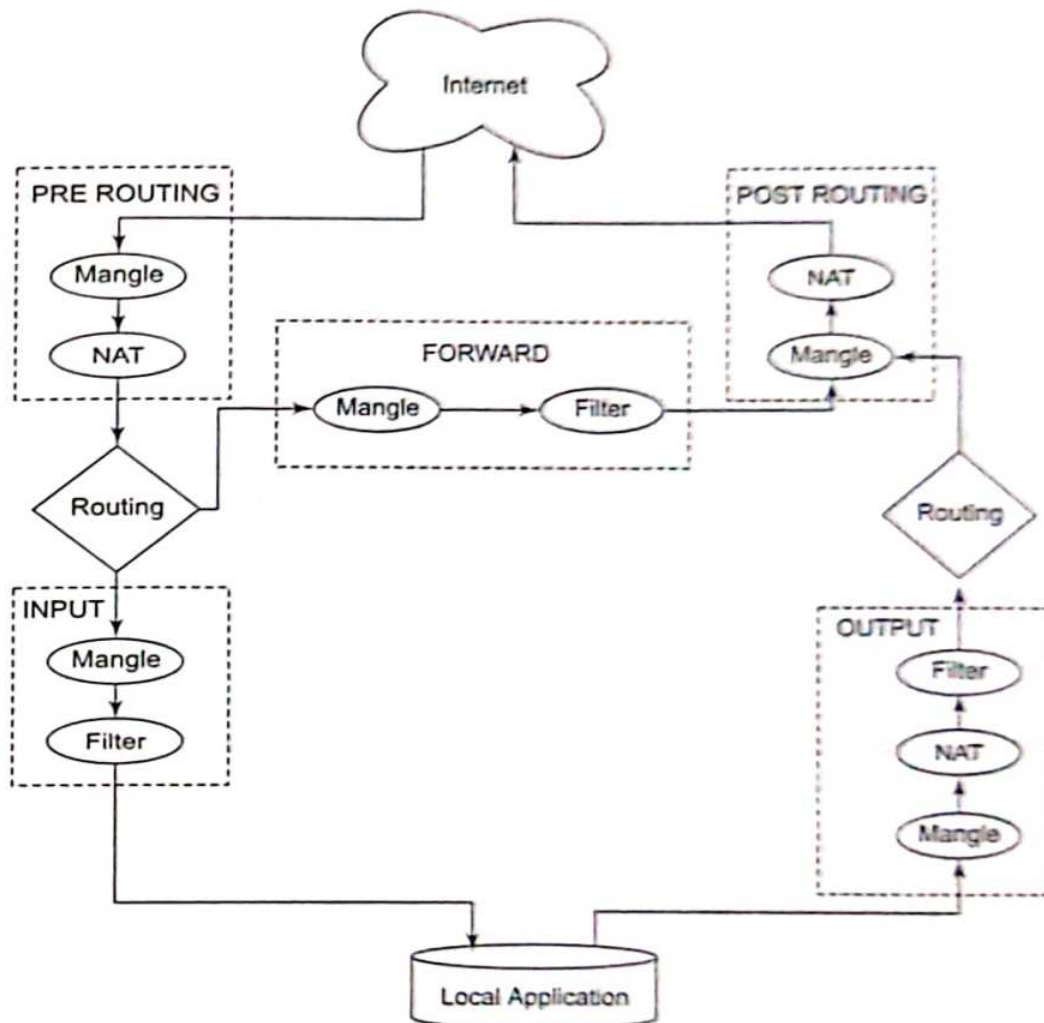 Internet
PRE ROUTING
Mangle
NAT
POST ROUTING
NAT
Mangle
FORWARD
Mangle
Filter
Routing
Routing
INPUT
Mangle
Filter
OUTPUT
Filter
NAT
Mangle
Local Application